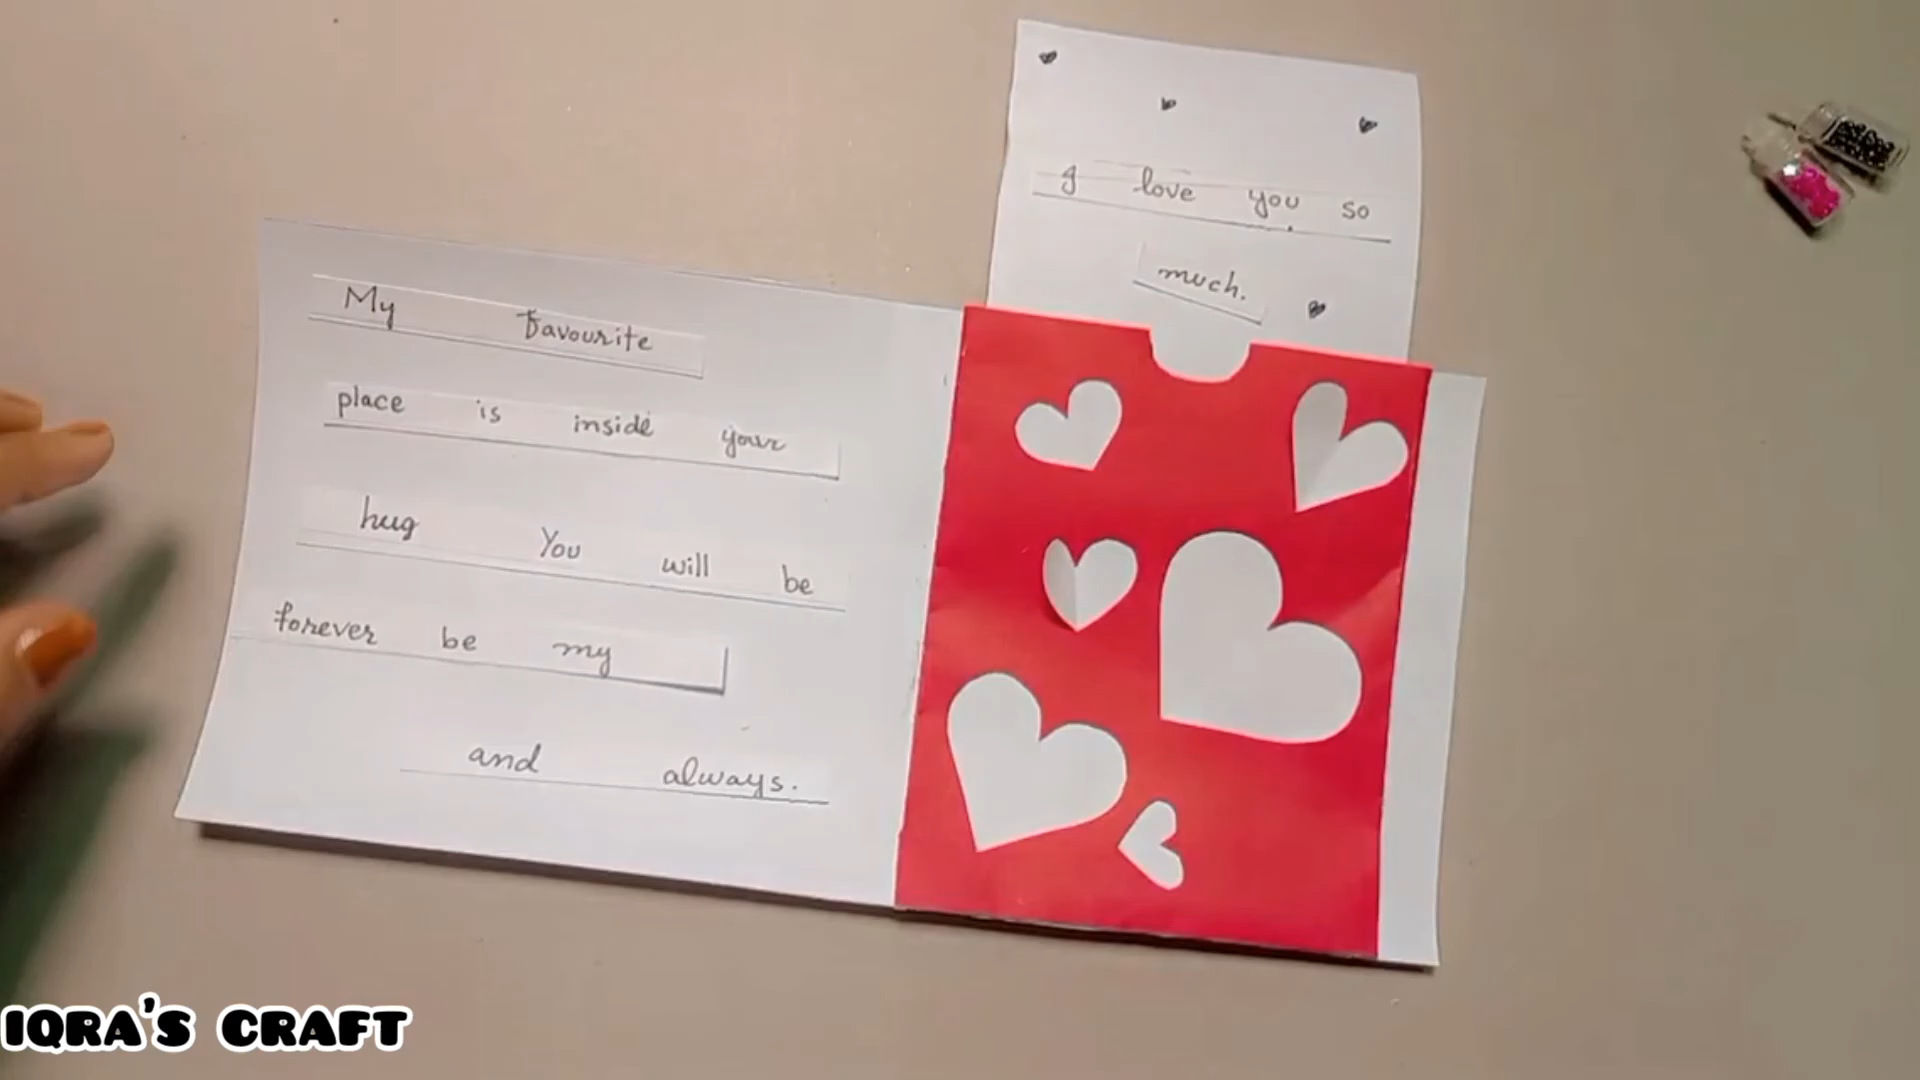 I love you so
much.
My Favourite
place is inside your
hug You will be
forever be my
and always.
IQRA'S CRAFT